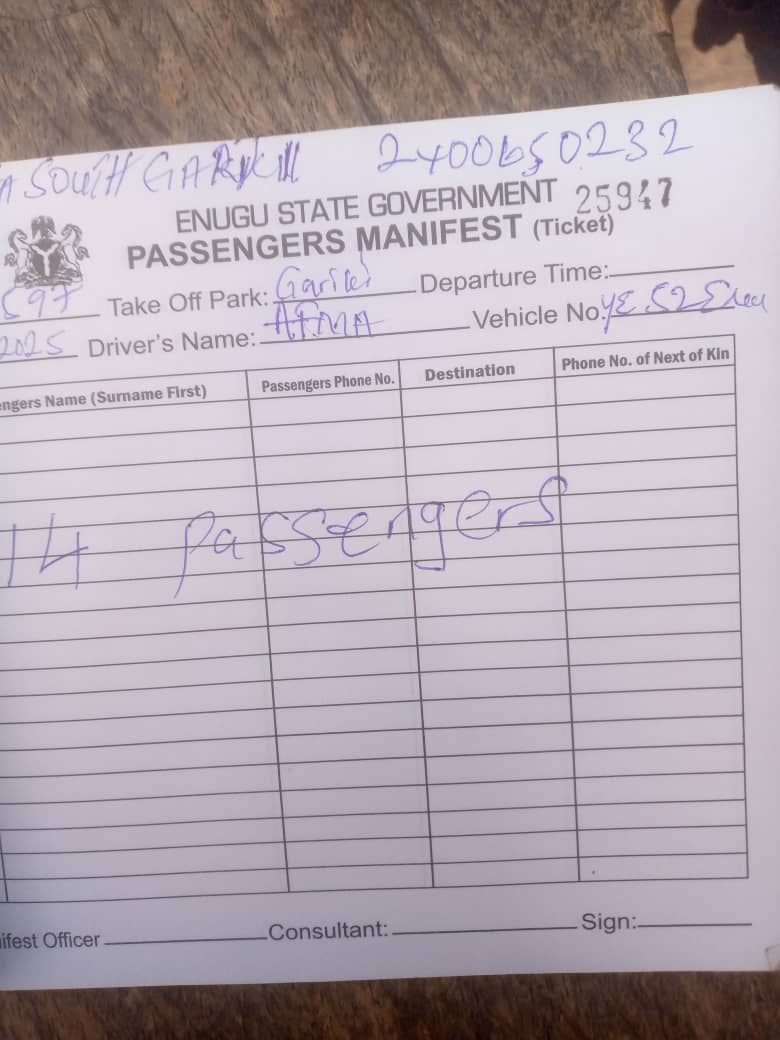 A SOUTH GARIKI 2400650232
ENUGU STATE GOVERNMENT 25947
PASSENGERS MANIFEST (Ticket)
597 Take Off Park: Gariki Departure Time:
2025 Driver's Name: Vehicle No:
engers Name (Surname First) Passengers Phone No. Destination Phone No. of Next of Kin
14 Passengers
ifest Officer Consultant: Sign: